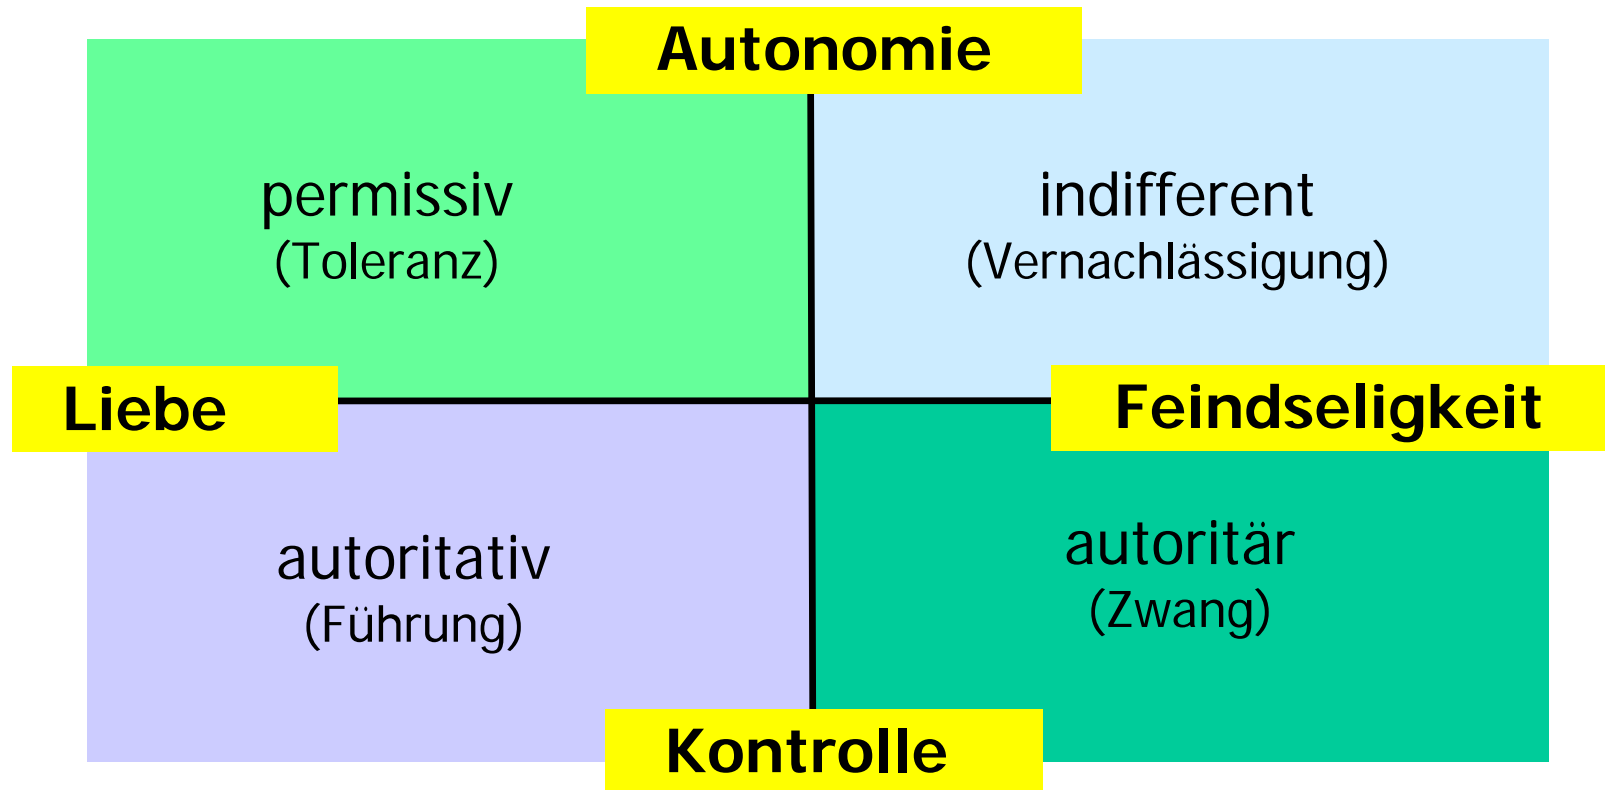 Autonomie
permissiv
(Toleranz)
indifferent
(Vernachlässigung)
Liebe
Feindseligkeit
autoritativ
(Führung)
autoritär
(Zwang)
Kontrolle